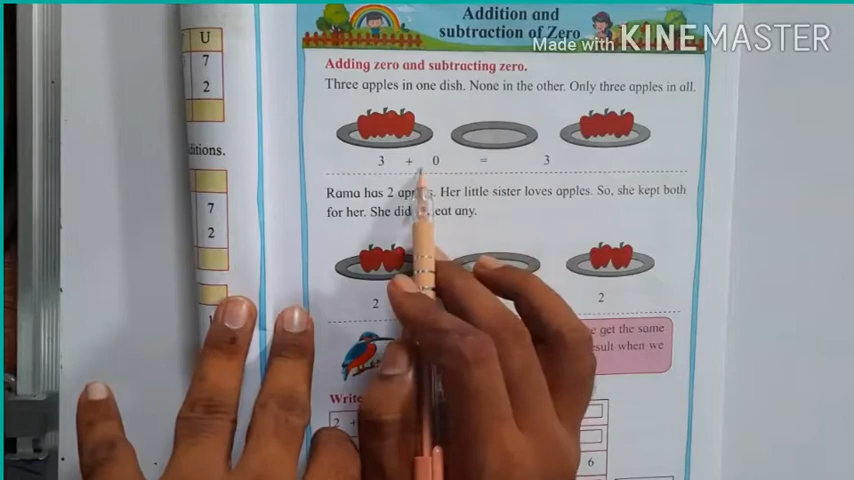 Addition and
subtraction of Zero
Made with KINEMASTER
U
7
2
ditions.
7
2
Adding zero and subtracting zero.
Three apples in one dish. None in the other. Only three apples in all.
3 + 0 = 3
Rama has 2 Her little sister loves apples. So, she kept both
for her. She did eat any.
2 2
get the same
result when we
Write
2 +
6